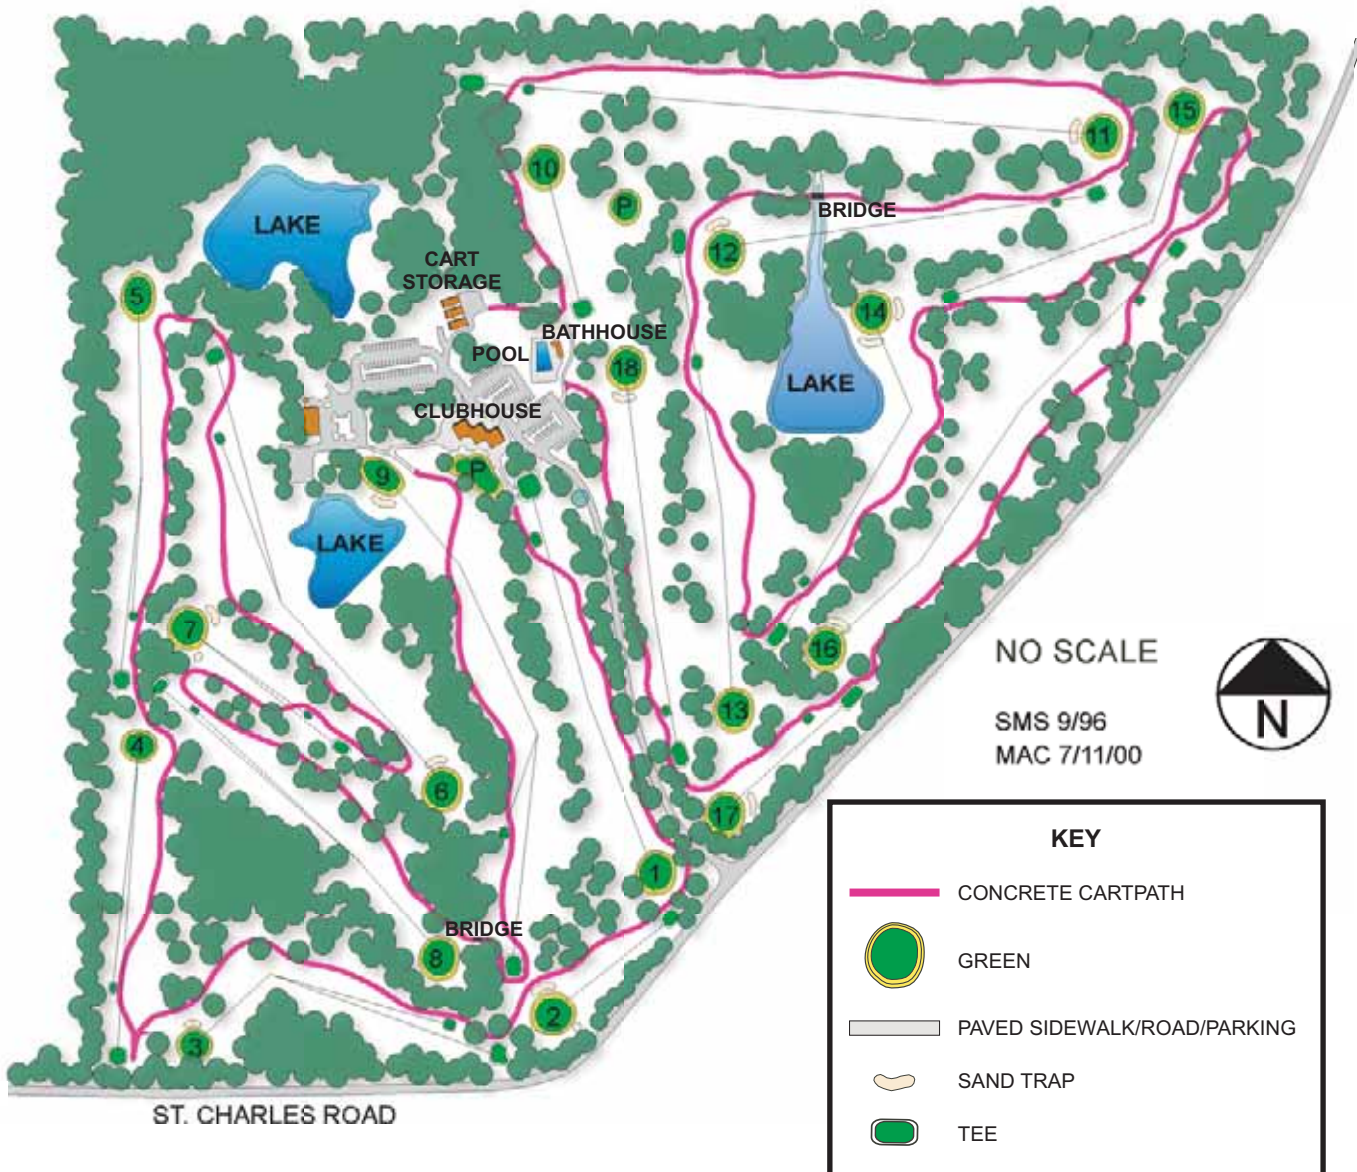 15
11
10
P
LAKE
BRIDGE
12
CART
STORAGE
5
14
BATHHOUSE
POOL
18
LAKE
CLUBHOUSE
P
9
LAKE
7
16
NO SCALE
N
13
SMS 9/96
4
MAC 7/11/00
6
17
KEY
1
CONCRETE CARTPATH
BRIDGE
8
GREEN
2
PAVED SIDEWALK/ROAD/PARKING
3
SAND TRAP
ST. CHARLES ROAD
TEE